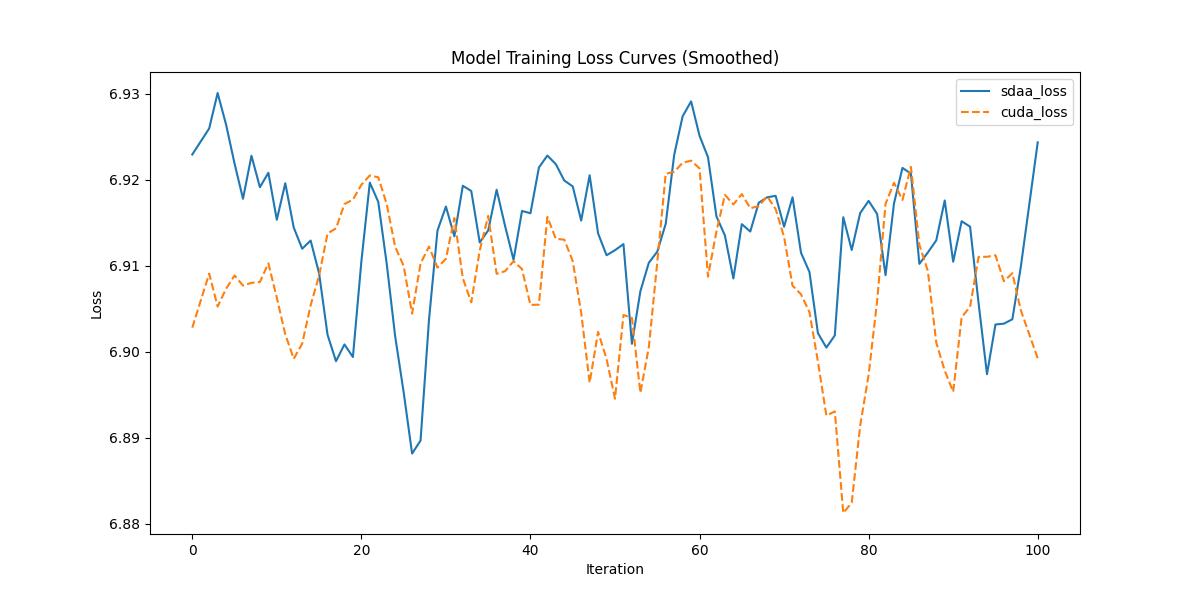 Model Training Loss Curves (Smoothed)
sdaa_loss
cuda_loss
Loss
6.93
6.92
6.91
6.90
6.89
6.88
0 20 40 60 80 100
Iteration